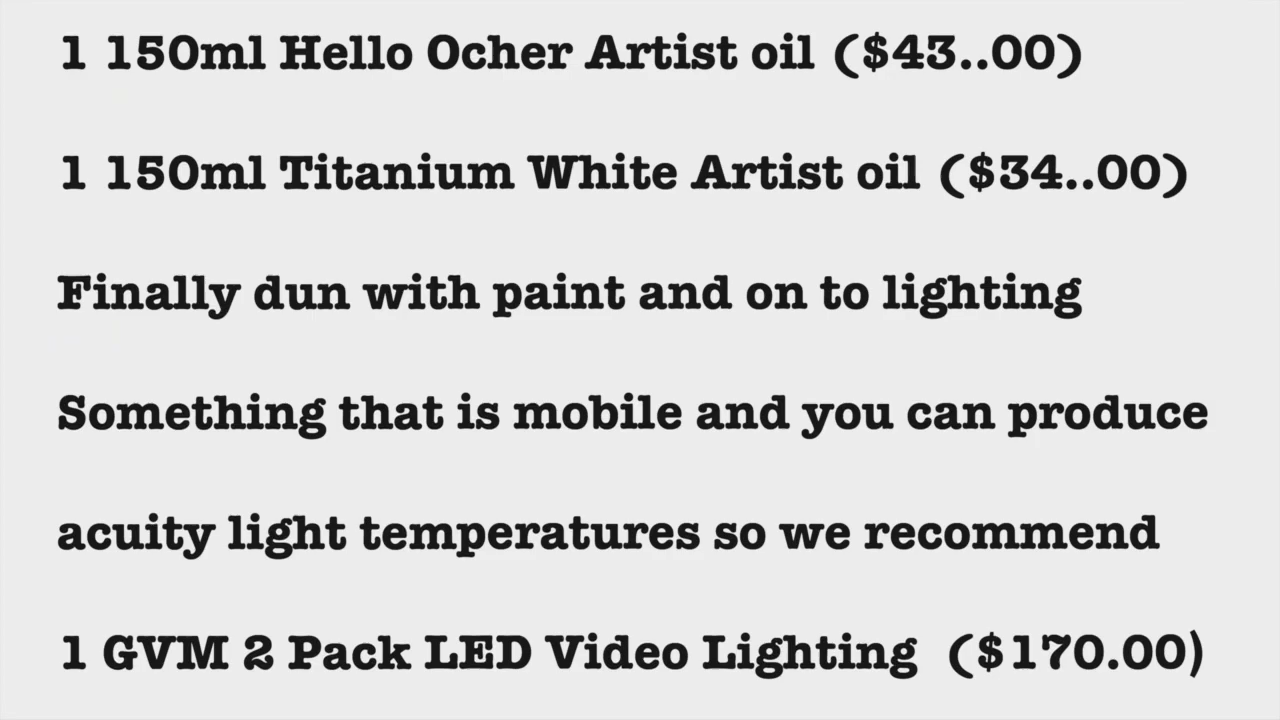 1 150ml Hello Ocher Artist oil ($43..00)
1 150ml Titanium White Artist oil ($34..00)
Finally dun with paint and on to lighting
Something that is mobile and you can produce
acuity light temperatures so we recommend
1 GVM 2 Pack LED Video Lighting ($170.00)